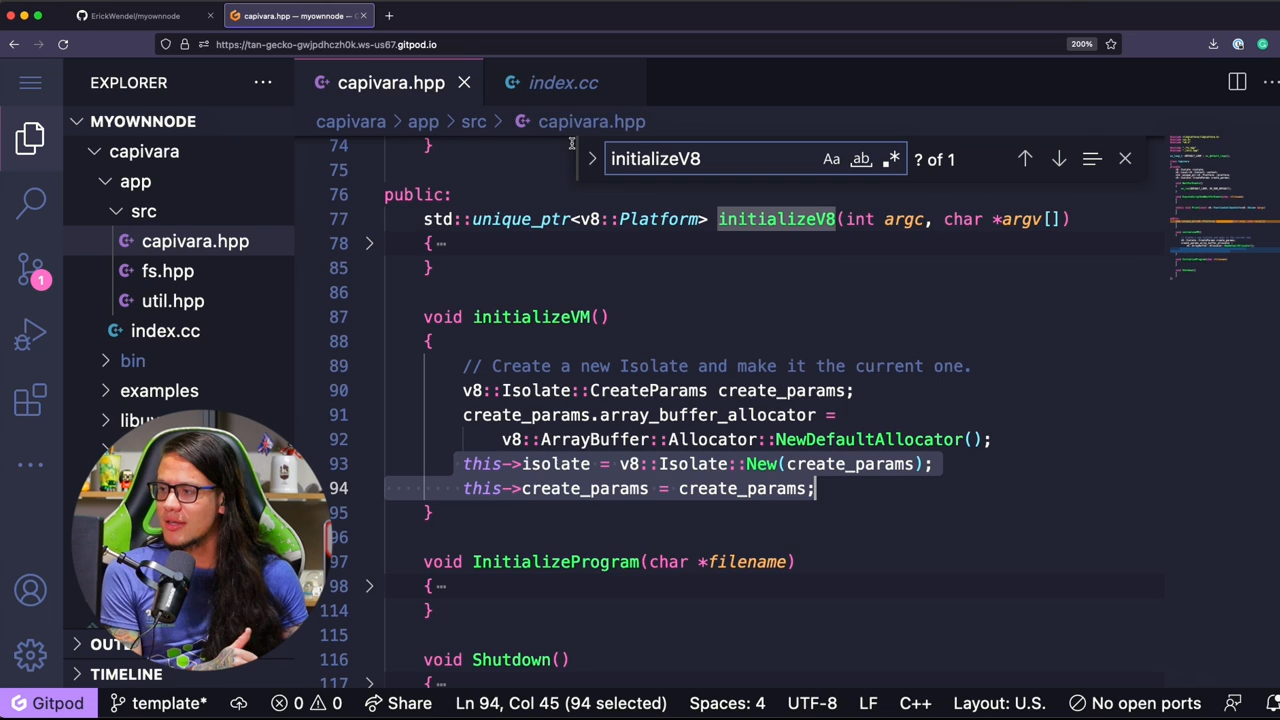 ErickWendel/myownnode
capivara.hpp — myownnode —
https://tan-gecko-gwjpdhczh0k.ws-us67.gitpod.io
200%
EXPLORER
capivara.hpp
index.cc
MYOWNNODE
capivara > app > src > capivara.hpp
capivara
app
src
capivara.hpp
fs.hpp
util.hpp
index.cc
bin
examples
libu
OUT
TIMELINE
1
initializeV8
Aa
ab
? of 1
74 }
75
76 public:
77 std::unique_ptr<v8::Platform> initializeV8(int argc, char *argv[])
78 { ⋯
85 }
86
87 void initializeVM()
88 {
89 // Create a new Isolate and make it the current one.
90 v8::Isolate::CreateParams create_params;
91 create_params.array_buffer_allocator =
92 v8::ArrayBuffer::Allocator::NewDefaultAllocator();
93 this->isolate = v8::Isolate::New(create_params);
94 this->create_params = create_params;
95 }
96
97 void InitializeProgram(char *filename)
98 { ⋯
114 }
115
116 void Shutdown()
117 { ⋯
Gitpod
template*
0
0
Share
Ln 94, Col 45 (94 selected)
Spaces: 4
UTF-8
LF
C++
Layout: U.S.
No open ports